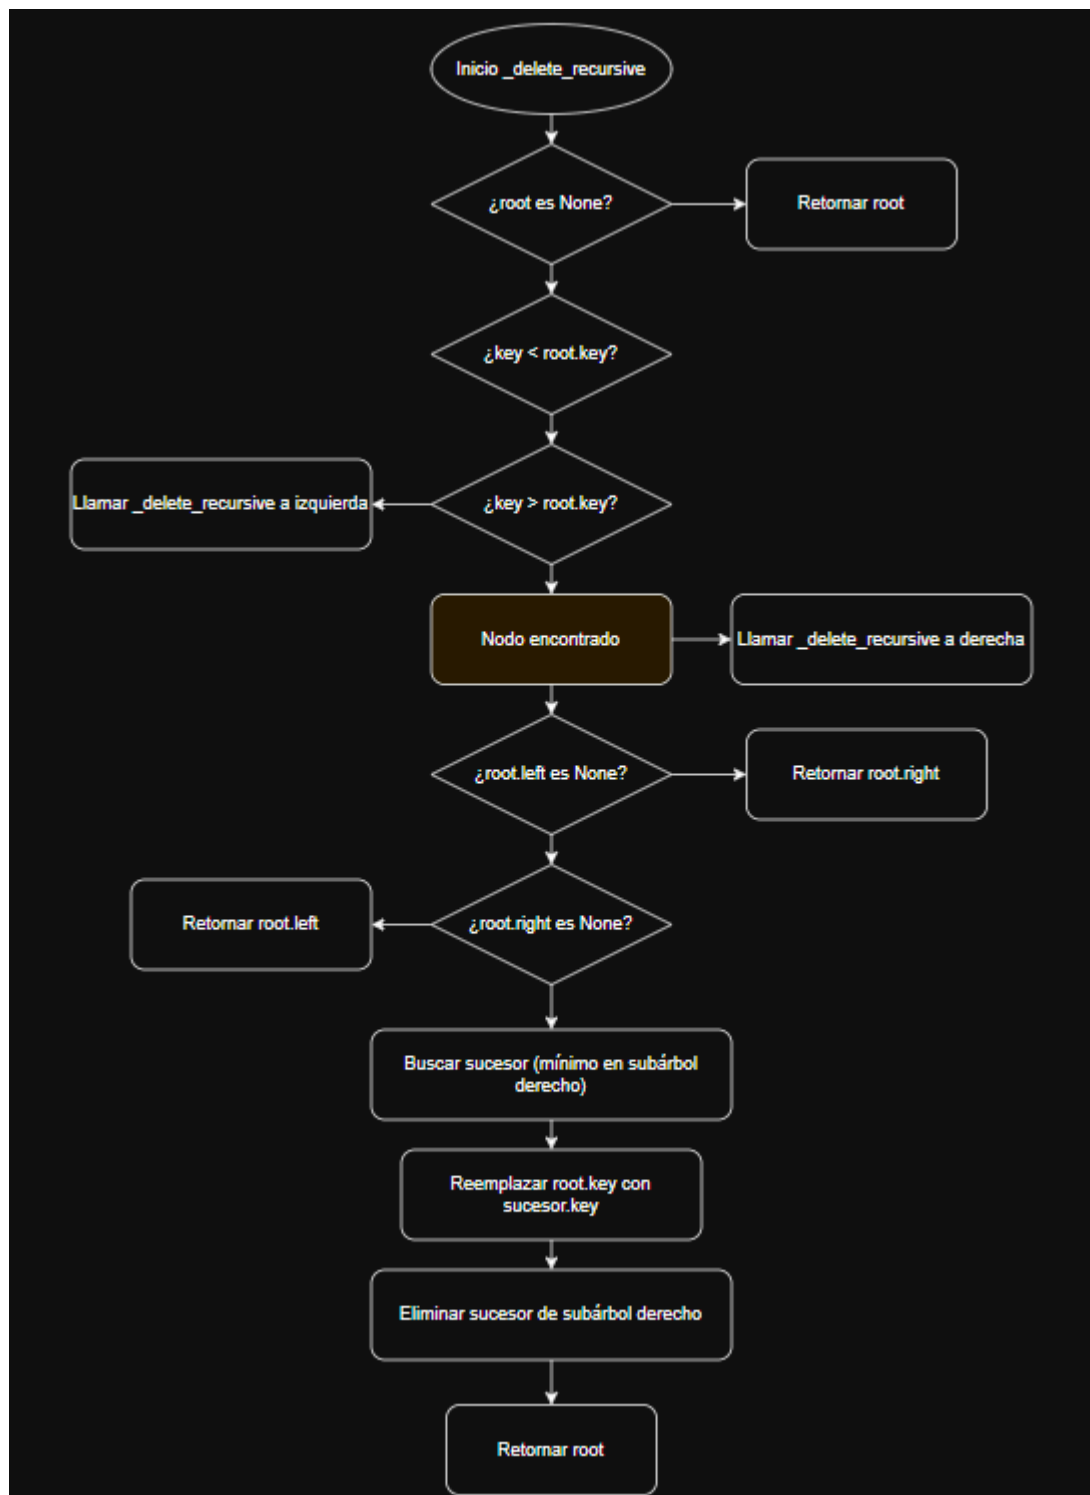 Inicio _delete_recursive
¿root es None?
Retornar root
¿key < root.key?
¿key > root.key?
Llamar _delete_recursive a izquierda
Nodo encontrado
Llamar _delete_recursive a derecha
¿root.left es None?
Retornar root.right
¿root.right es None?
Retornar root.left
Buscar sucesor (mínimo en subárbol
derecho)
Reemplazar root.key con
sucesor.key
Eliminar sucesor de subárbol derecho
Retornar root